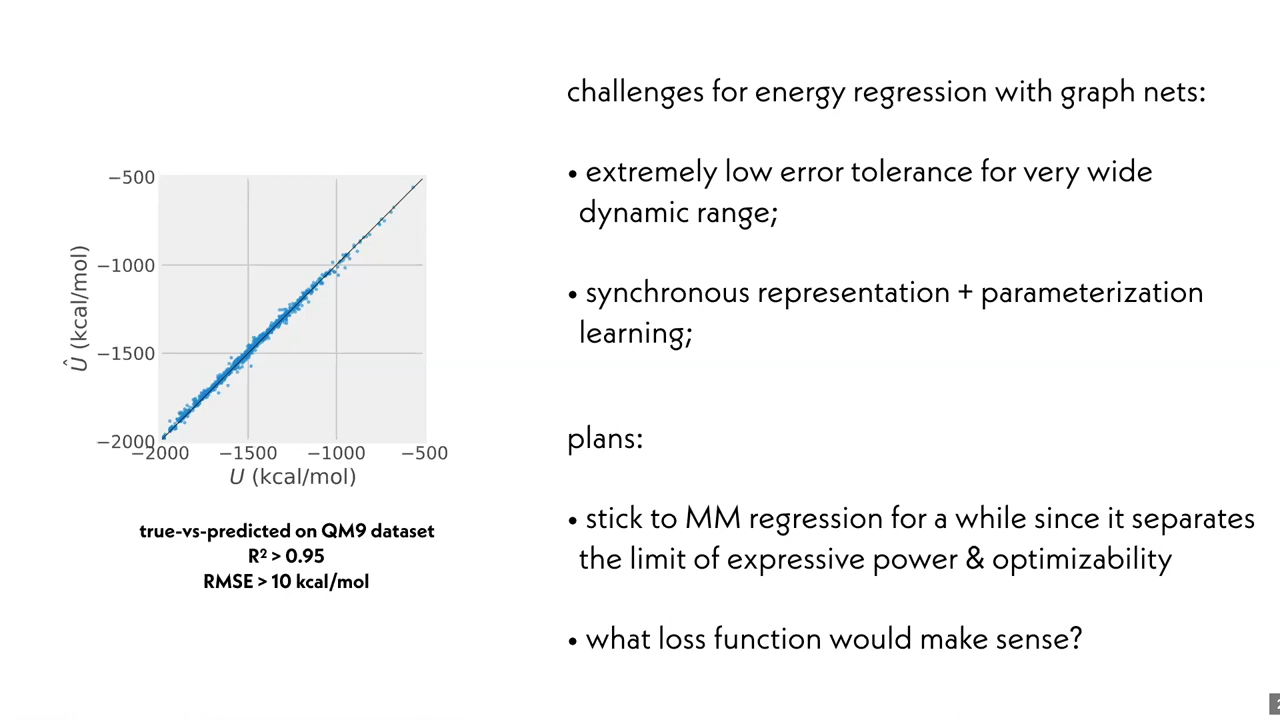 challenges for energy regression with graph nets:
• extremely low error tolerance for very wide
dynamic range;
• synchronous representation + parameterization
learning;
plans:
• stick to MM regression for a while since it separates
the limit of expressive power & optimizability
• what loss function would make sense?
−500
−1000
−1500
−2000
Û (kcal/mol)
−2000 −1500 −1000 −500
U (kcal/mol)
true-vs-predicted on QM9 dataset
R² > 0.95
RMSE > 10 kcal/mol